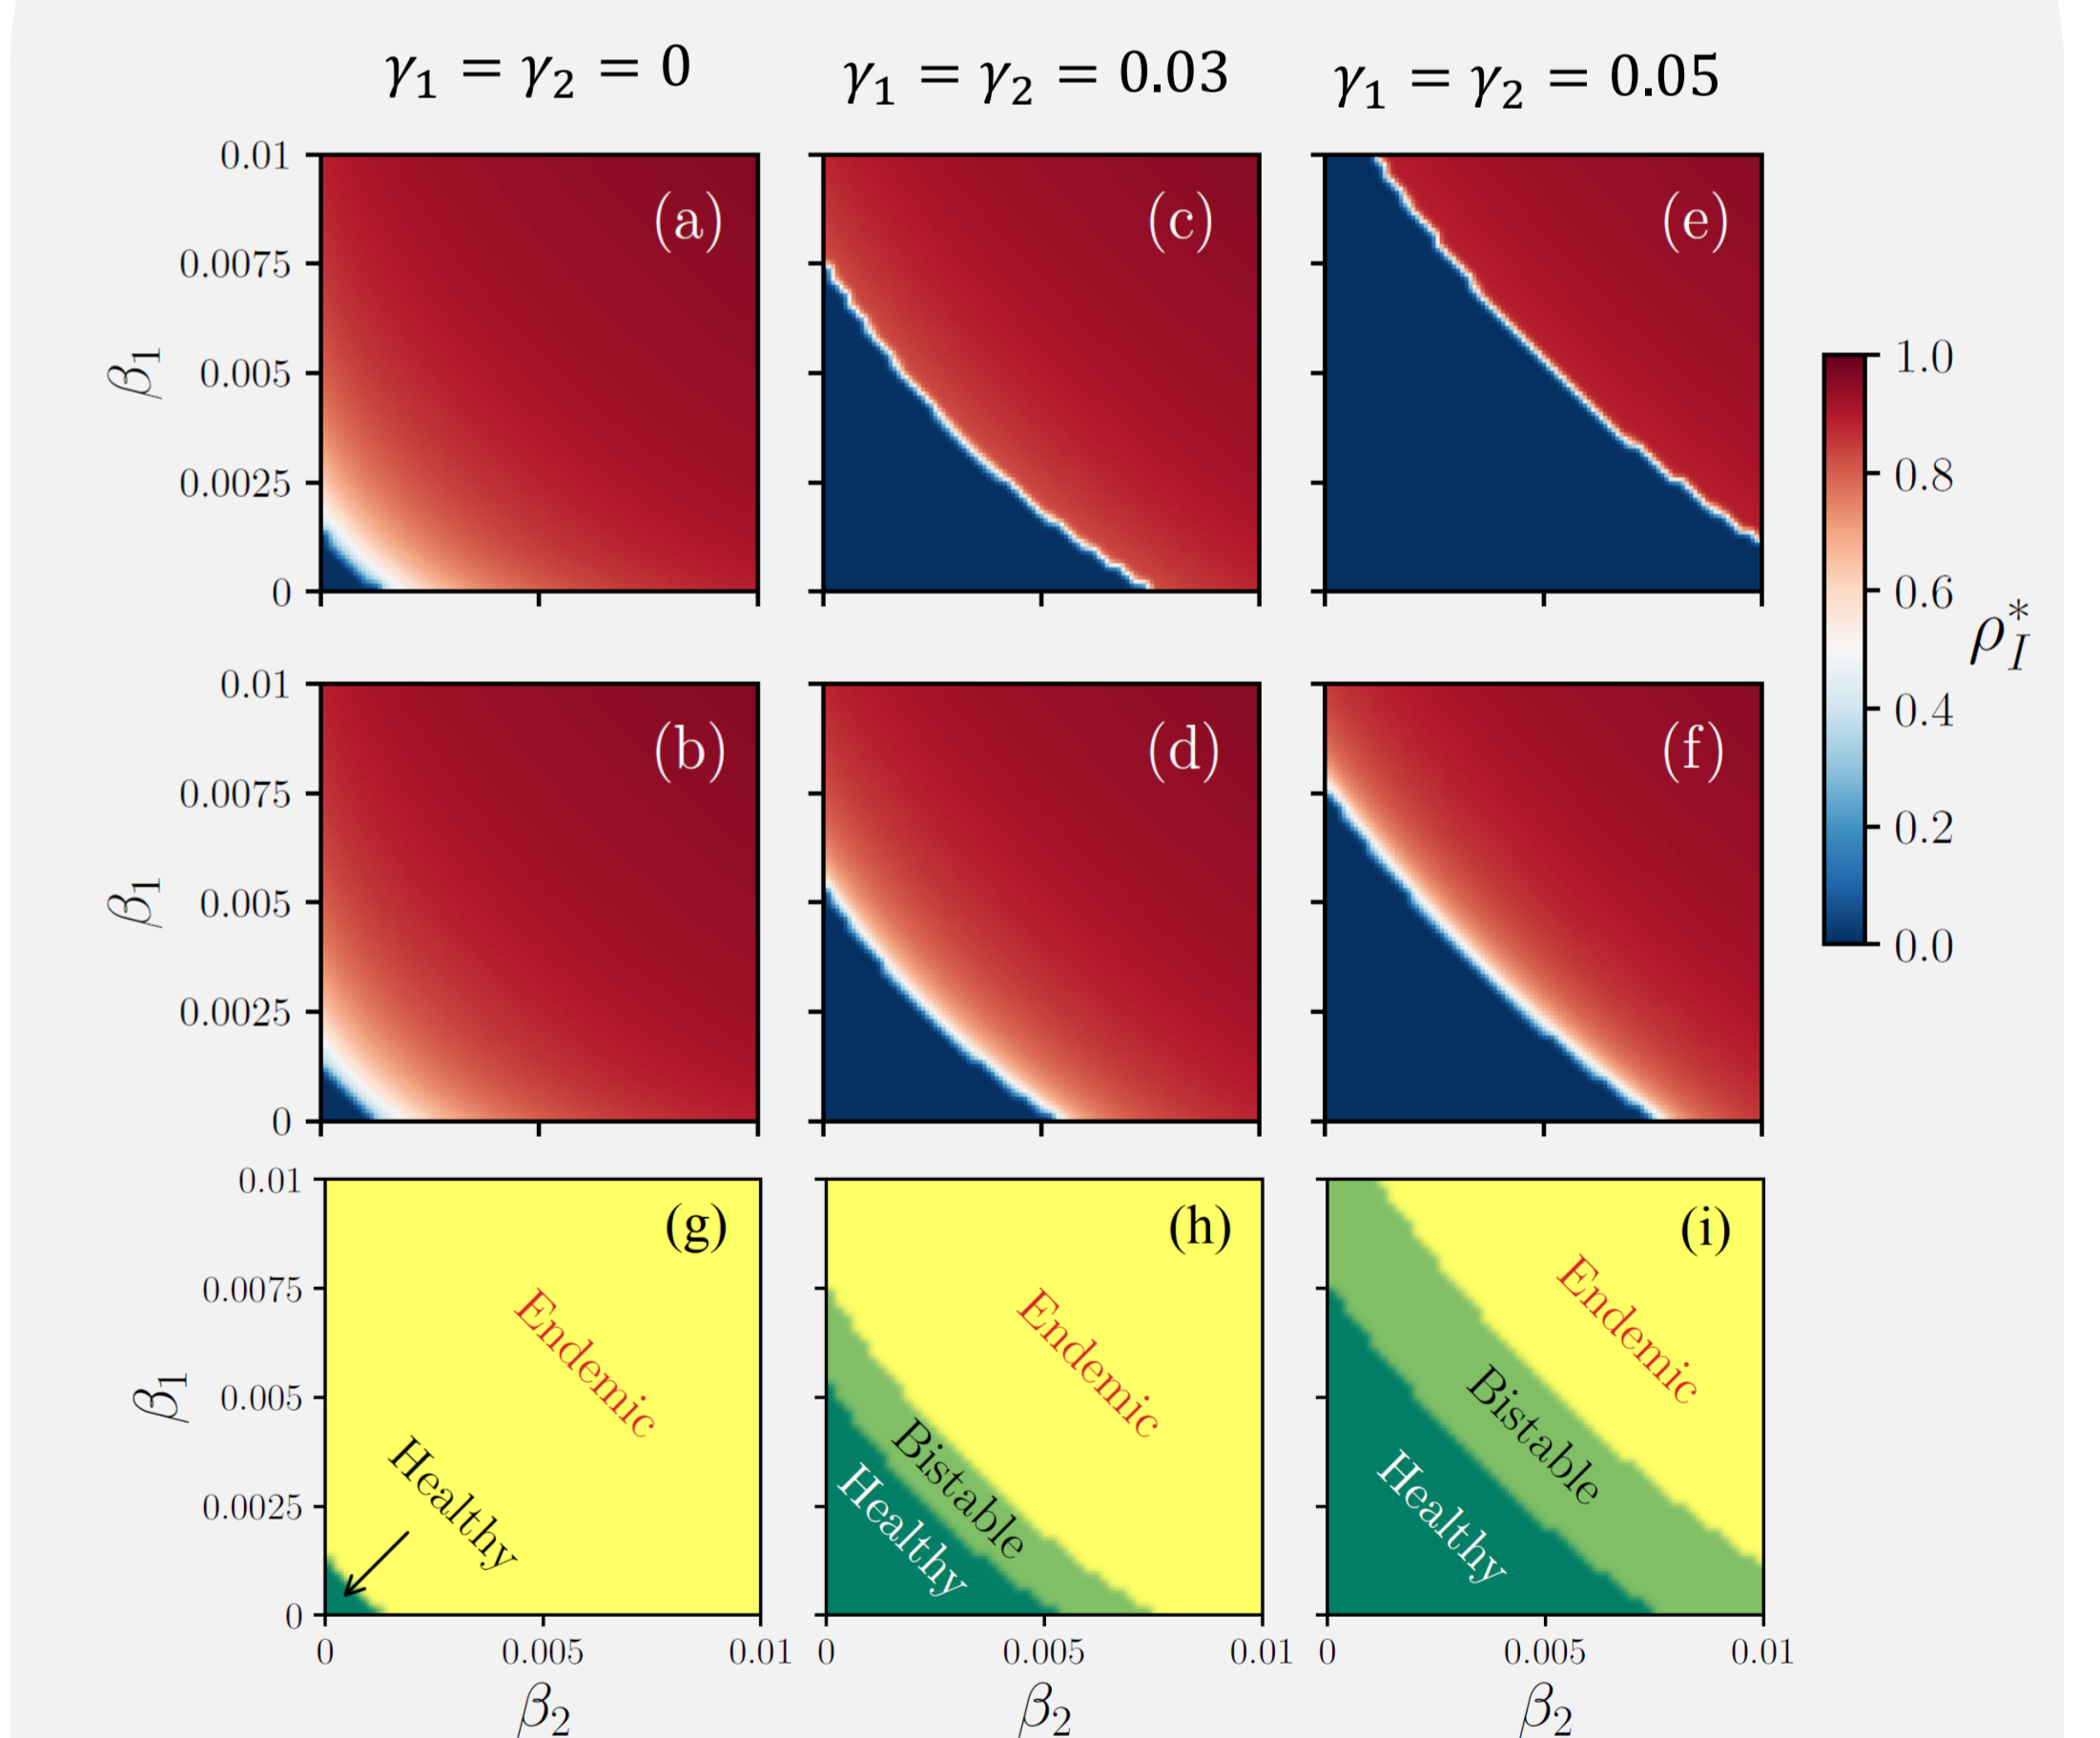 γ₁ = γ₂ = 0
γ₁ = γ₂ = 0.03
γ₁ = γ₂ = 0.05
0.01
0.0075
0.005
0.0025
0
β₁
(a)
(c)
(e)
1.0
0.8
0.6
0.4
0.2
0.0
ρ*_I
0.01
0.0075
0.005
0.0025
0
β₁
(b)
(d)
(f)
0.01
0.0075
0.005
0.0025
0
β₁
(g)
Endemic
Healthy
0
0.005
0.01
β₂
(h)
Endemic
Bistable
Healthy
0
0.005
0.01
β₂
(i)
Endemic
Bistable
Healthy
0
0.005
0.01
β₂